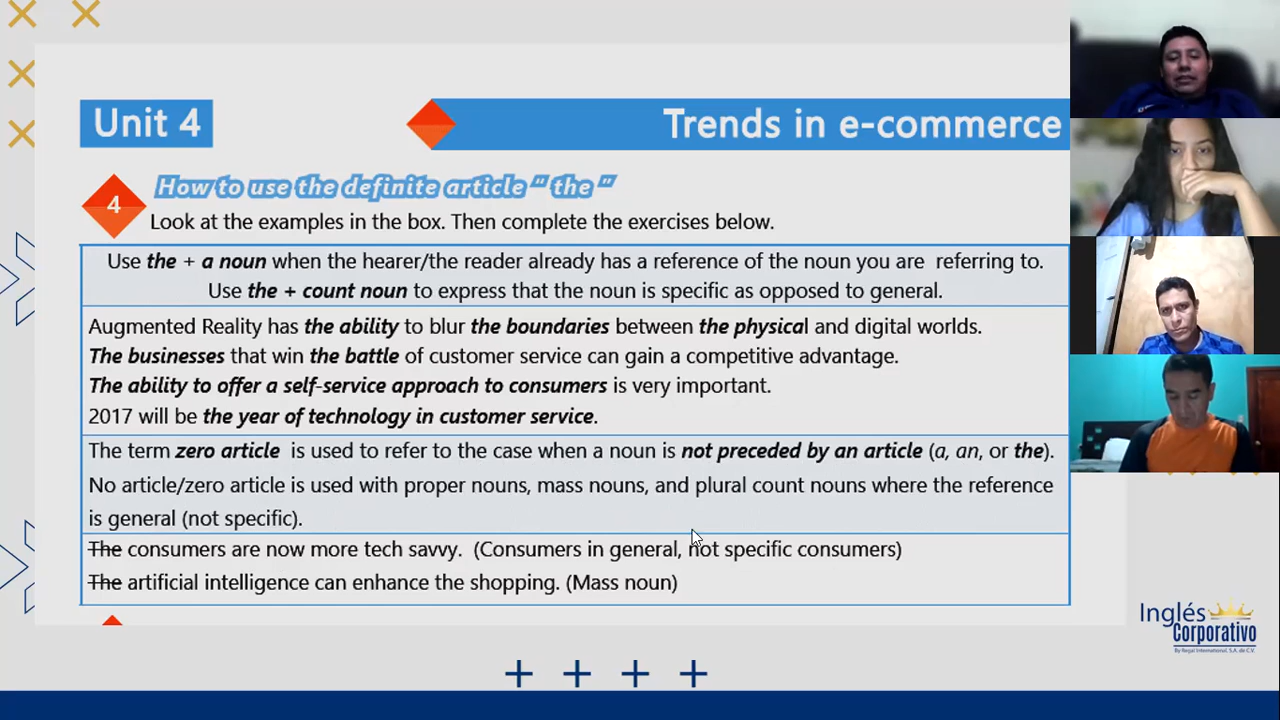 Unit 4
Trends in e-commerce
4
How to use the definite article “ the ”
Look at the examples in the box. Then complete the exercises below.
Use the + a noun when the hearer/the reader already has a reference of the noun you are referring to.
Use the + count noun to express that the noun is specific as opposed to general.
Augmented Reality has the ability to blur the boundaries between the physical and digital worlds.
The businesses that win the battle of customer service can gain a competitive advantage.
The ability to offer a self-service approach to consumers is very important.
2017 will be the year of technology in customer service.
The term zero article is used to refer to the case when a noun is not preceded by an article (a, an, or the).
No article/zero article is used with proper nouns, mass nouns, and plural count nouns where the reference
is general (not specific).
The consumers are now more tech savvy. (Consumers in general, not specific consumers)
The artificial intelligence can enhance the shopping. (Mass noun)
Inglés
Corporativo
By Regal International, S.A. de C.V.